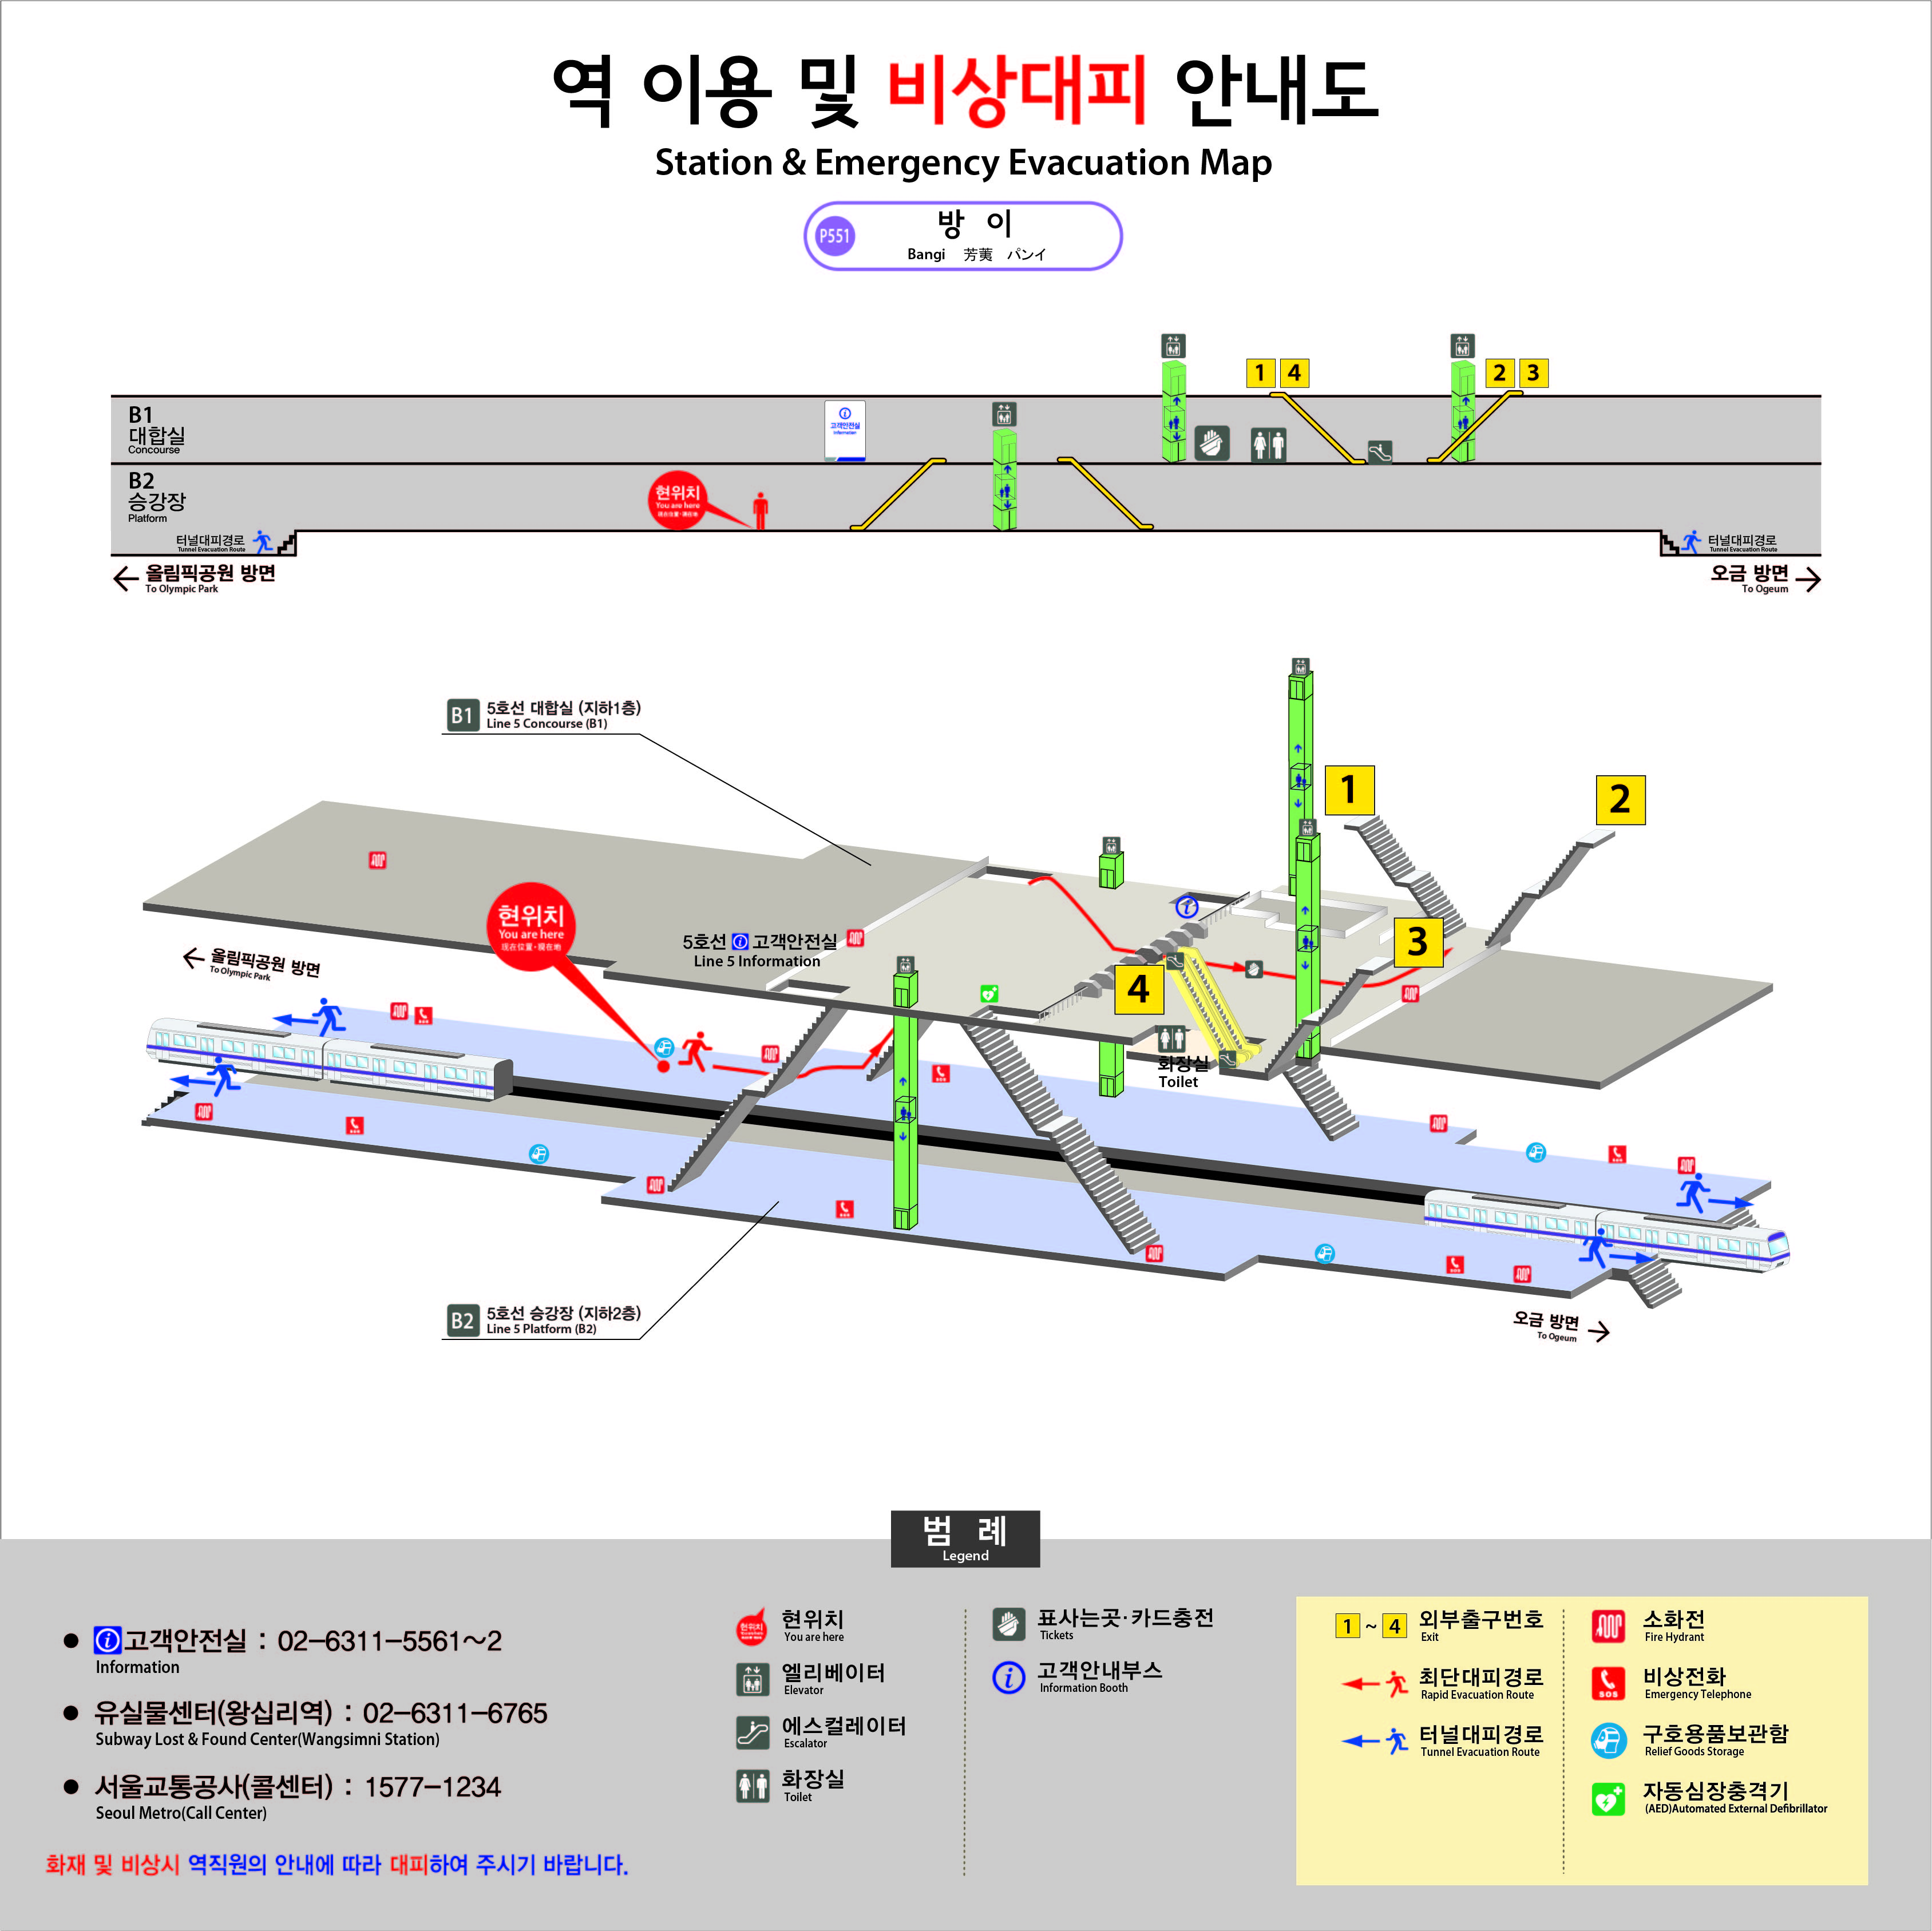 역 이용 및 비상대피 안내도
Station & Emergency Evacuation Map
P551
방 이
Bangi 芳荑 パンイ
1 4
2 3
B1
대합실
Concourse
고객안전실
Information
B2
승강장
Platform
현위치
You are here
现在位置·現在地
터널대피경로
Tunnel Evacuation Route
터널대피경로
Tunnel Evacuation Route
올림픽공원 방면
To Olympic Park
오금 방면
To Ogeum
B1 5호선 대합실 (지하1층)
Line 5 Concourse (B1)
1
2
현위치
You are here
现在位置·現在地
3
5호선 고객안전실
Line 5 Information
올림픽공원 방면
To Olympic Park
4
화장실
Toilet
SOS
SOS
SOS
SOS
SOS
SOS
B2 5호선 승강장 (지하2층)
Line 5 Platform (B2)
오금 방면
To Ogeum
범 례
Legend
고객안전실 : 02-6311-5561~2
Information
유실물센터(왕십리역) : 02-6311-6765
Subway Lost & Found Center(Wangsimni Station)
서울교통공사(콜센터) : 1577-1234
Seoul Metro(Call Center)
화재 및 비상시 역직원의 안내에 따라 대피하여 주시기 바랍니다.
현위치
현위치
You are here
엘리베이터
Elevator
에스컬레이터
Escalator
화장실
Toilet
표사는곳·카드충전
Tickets
고객안내부스
Information Booth
1 ~ 4 외부출구번호
Exit
최단대피경로
Rapid Evacuation Route
터널대피경로
Tunnel Evacuation Route
소화전
Fire Hydrant
SOS
비상전화
Emergency Telephone
구호용품보관함
Relief Goods Storage
자동심장충격기
(AED)Automated External Defibrillator